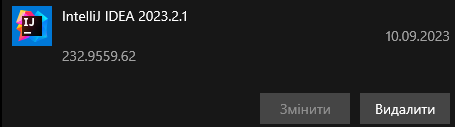 IJ
IntelliJ IDEA 2023.2.1
10.09.2023
232.9559.62
Змінити
Видалити